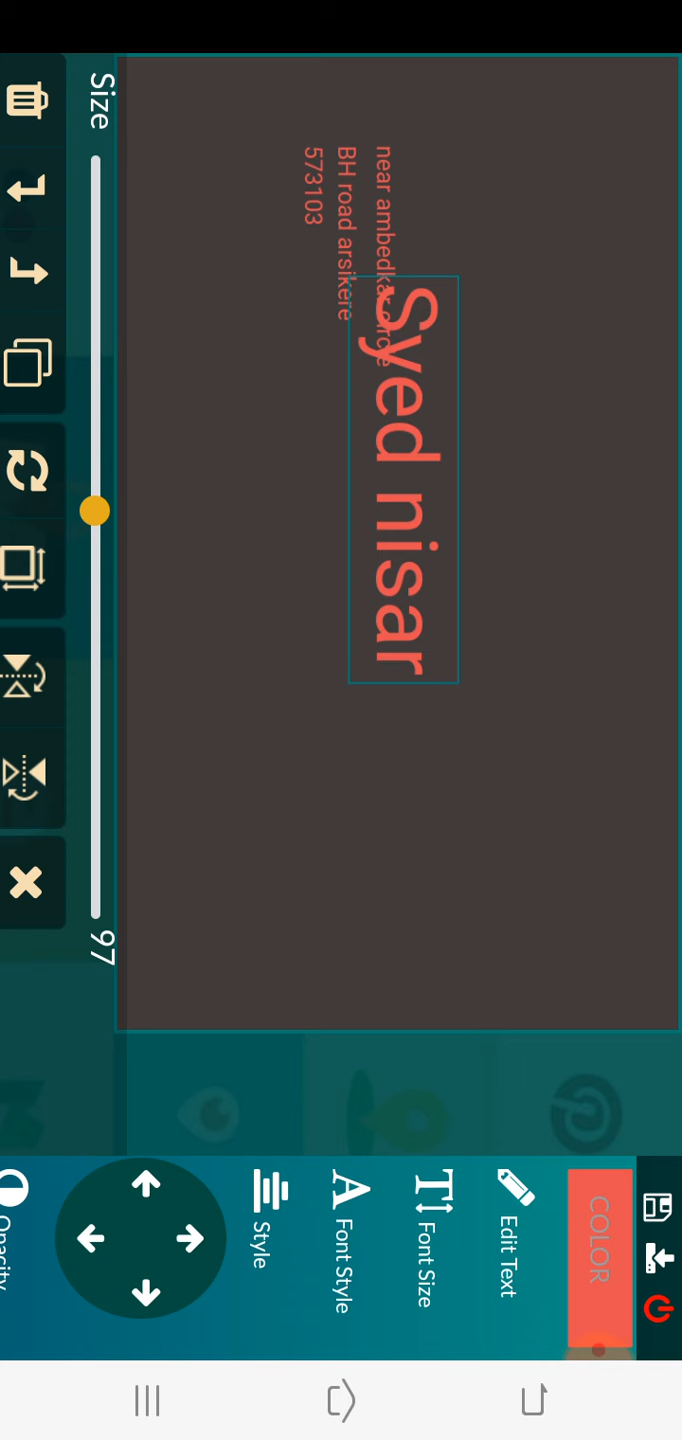 Size
97
near ambedkar circle
BH road arsikere
573103
Syed nisar
COLOR
Edit Text
Font Size
Font Style
Style
Opacity